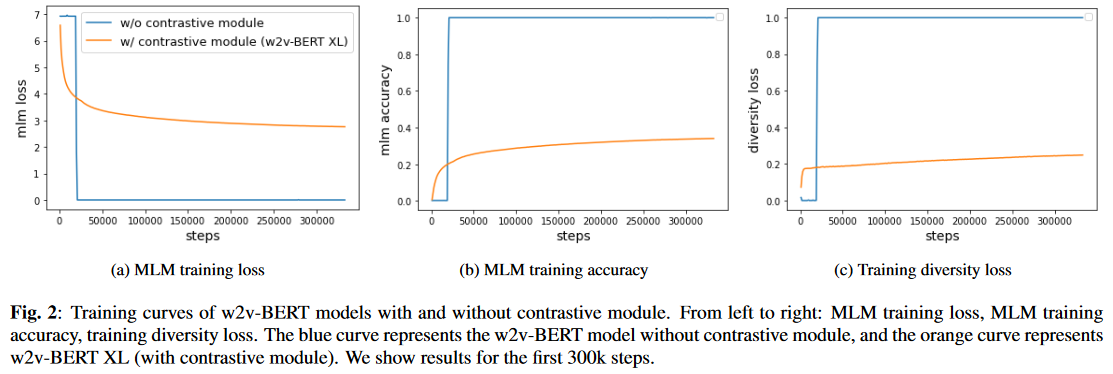 7
6
5
4
3
2
1
0
mlm loss
w/o contrastive module
w/ contrastive module (w2v-BERT XL)
0 50000 100000 150000 200000 250000 300000
steps
(a) MLM training loss
1.0
0.8
0.6
0.4
0.2
0.0
mlm accuracy
0 50000 100000 150000 200000 250000 300000
steps
(b) MLM training accuracy
1.0
0.8
0.6
0.4
0.2
0.0
diversity loss
0 50000 100000 150000 200000 250000 300000
steps
(c) Training diversity loss
Fig. 2: Training curves of w2v-BERT models with and without contrastive module. From left to right: MLM training loss, MLM training
accuracy, training diversity loss. The blue curve represents the w2v-BERT model without contrastive module, and the orange curve represents
w2v-BERT XL (with contrastive module). We show results for the first 300k steps.